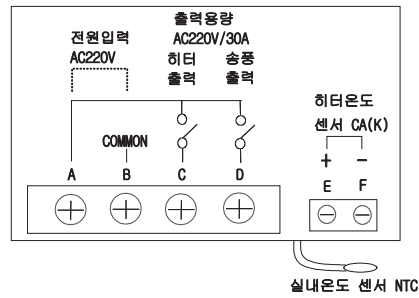 출력용량
전원입력 AC220V/30A
AC220V 히터 송풍
출력 출력
히터온도
센서 CA(K)
COMMON
+ −
A B C D E F
실내온도 센서 NTC